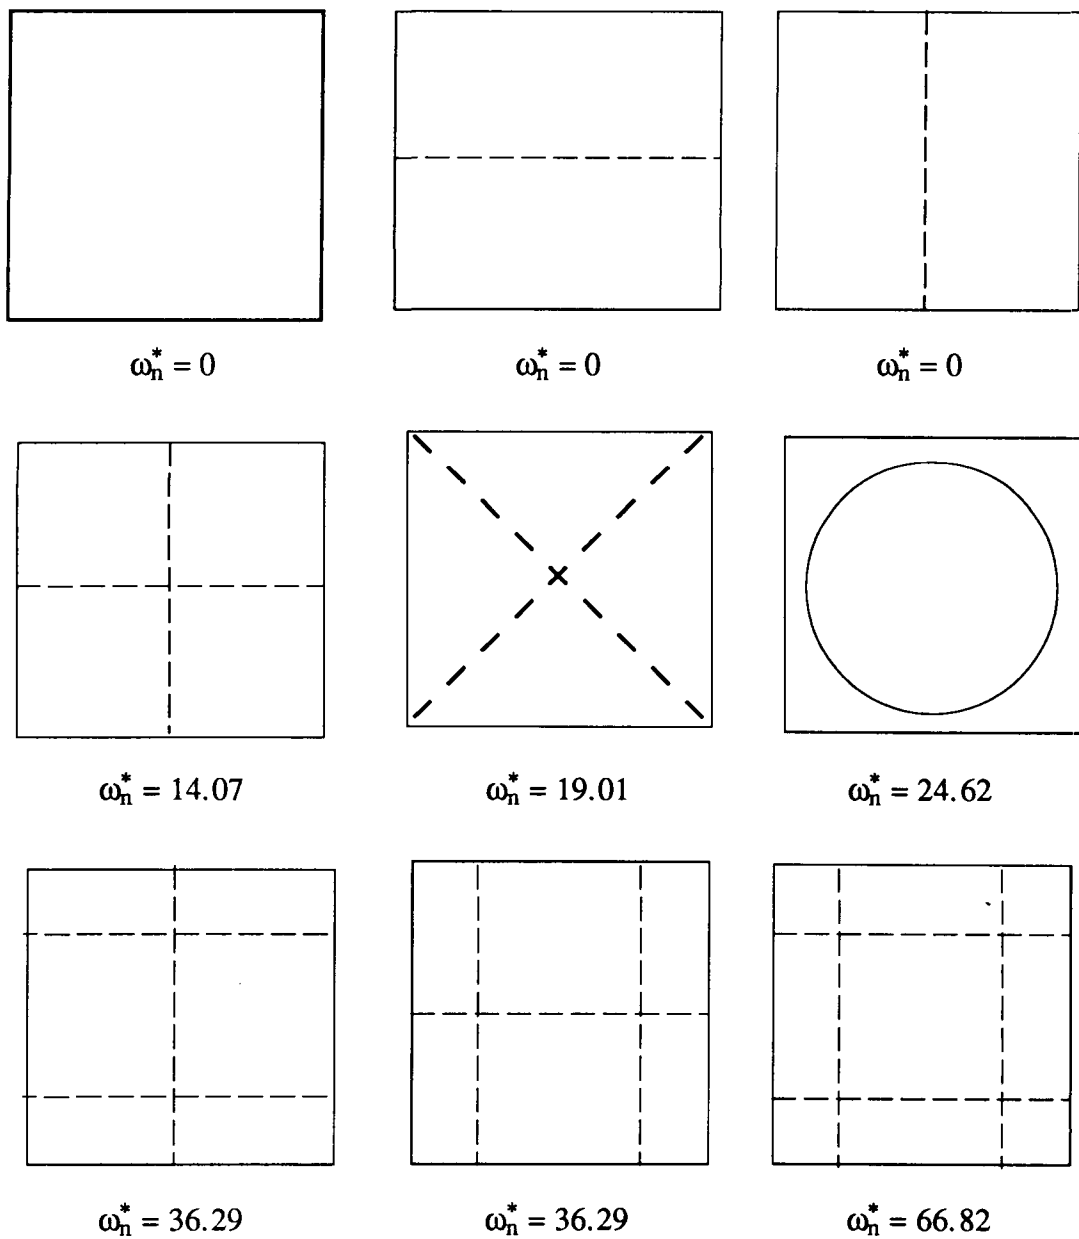 ω*n = 0 ω*n = 0 ω*n = 0
ω*n = 14.07 ω*n = 19.01 ω*n = 24.62
ω*n = 36.29 ω*n = 36.29 ω*n = 66.82